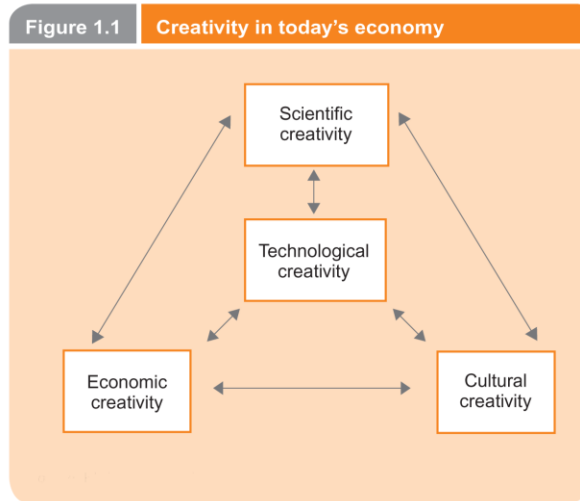 Figure 1.1
Creativity in today's economy
Scientific
creativity
Technological
creativity
Economic
creativity
Cultural
creativity